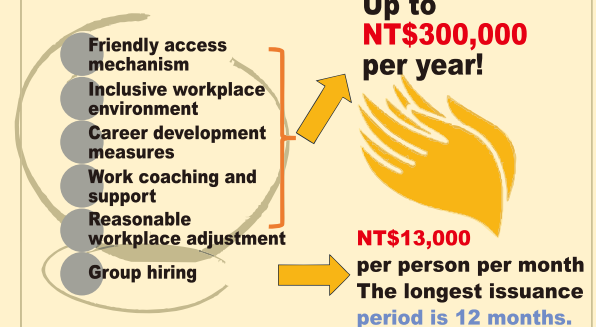 Friendly access
mechanism
Inclusive workplace
environment
Career development
measures
Work coaching and
support
Reasonable
workplace adjustment
Group hiring
Up to
NT$300,000
per year!
NT$13,000
per person per month
The longest issuance
period is 12 months.